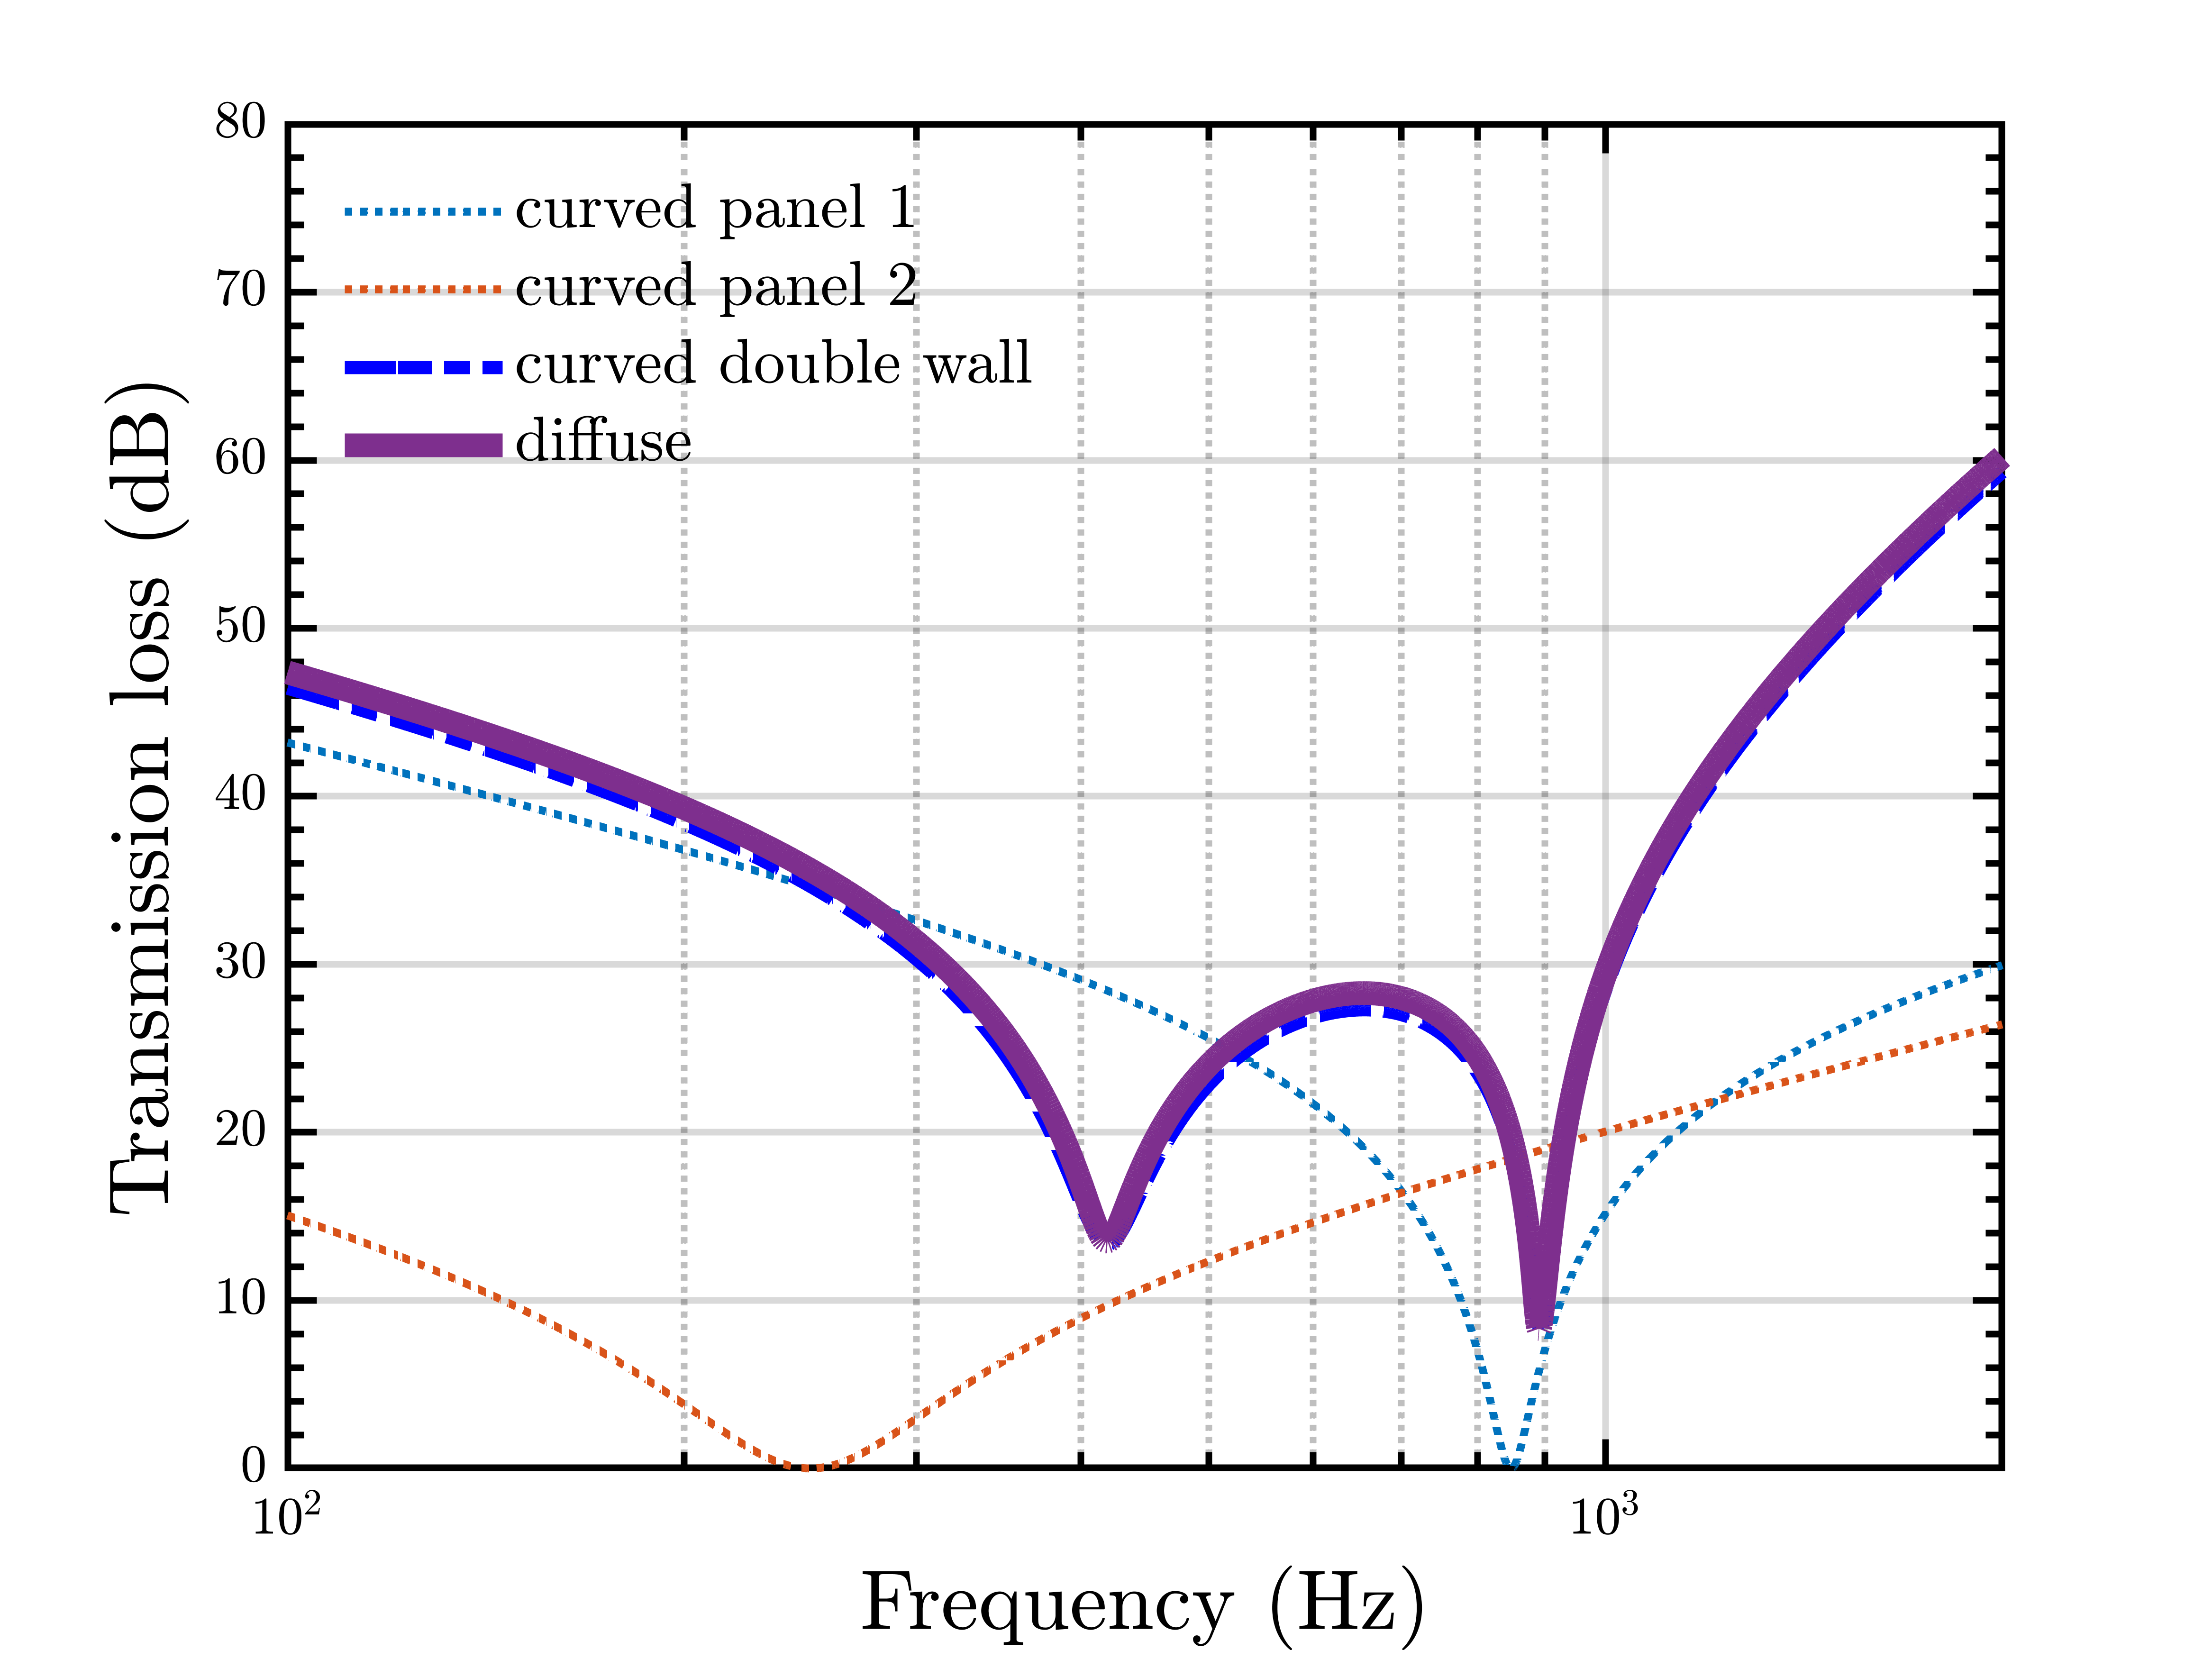 80
70
60
50
40
30
20
10
0
Transmission loss (dB)
curved panel 1
curved panel 2
curved double wall
diffuse
10² 10³
Frequency (Hz)